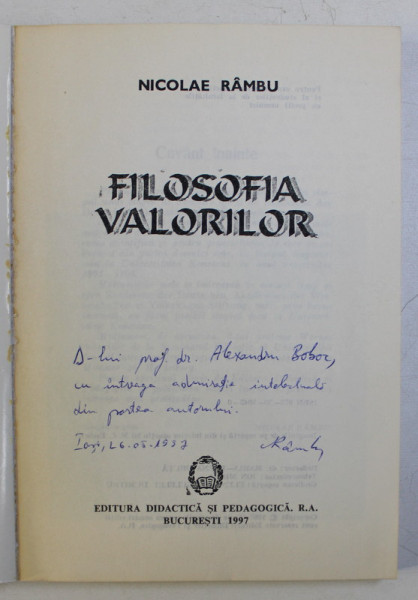 NICOLAE RÂMBU
FILOSOFIA
VALORILOR
D-lui prof. dr. Alexandru Boboc,
cu întreaga admirație intelectuală
din partea autorului.
Iași, 26.05.1997 NRâmbu
EDITURA DIDACTICĂ ȘI PEDAGOGICĂ, R.A.
BUCUREȘTI 1997